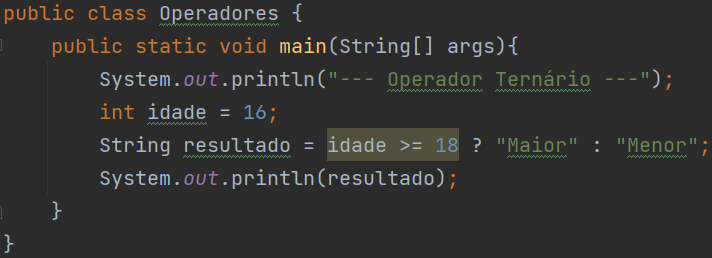 public class Operadores {
public static void main(String[] args){
System.out.println("--- Operador Ternário ---");
int idade = 16;
String resultado = idade >= 18 ? "Maior" : "Menor";
System.out.println(resultado);
}
}